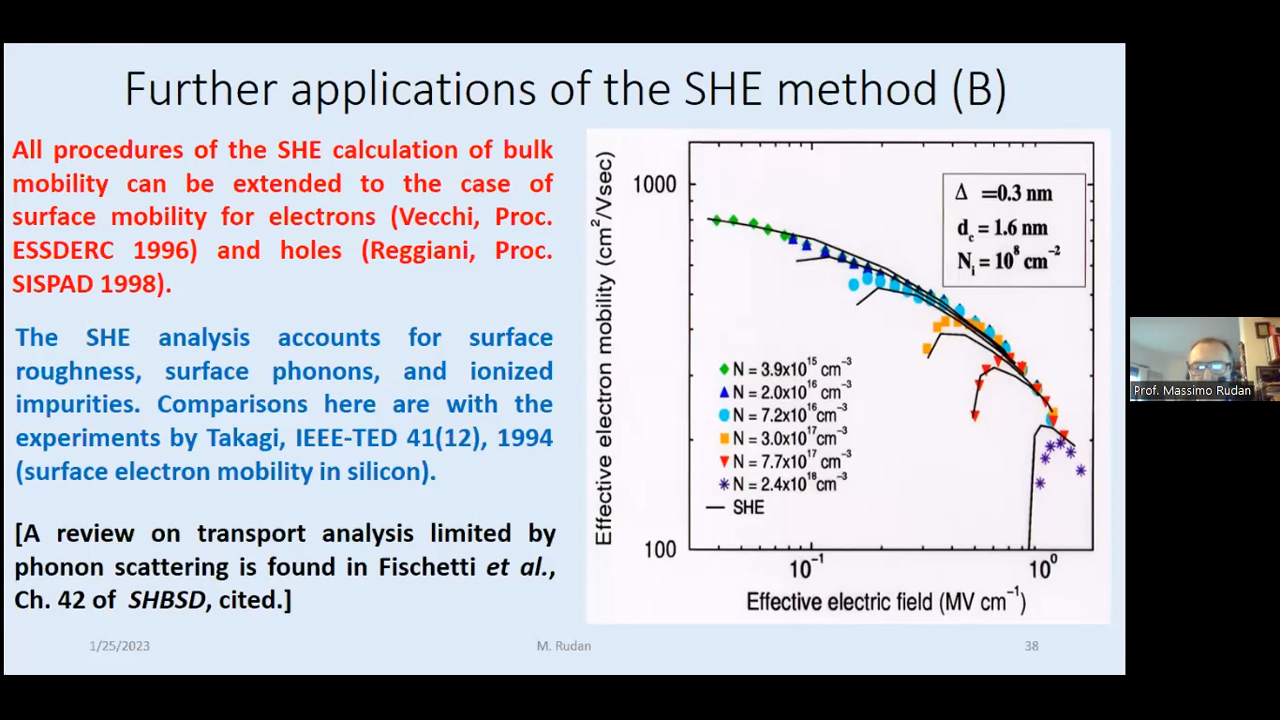 Further applications of the SHE method (B)
All procedures of the SHE calculation of bulk
mobility can be extended to the case of
surface mobility for electrons (Vecchi, Proc.
ESSDERC 1996) and holes (Reggiani, Proc.
SISPAD 1998).
The SHE analysis accounts for surface
roughness, surface phonons, and ionized
impurities. Comparisons here are with the
experiments by Takagi, IEEE-TED 41(12), 1994
(surface electron mobility in silicon).
[A review on transport analysis limited by
phonon scattering is found in Fischetti et al.,
Ch. 42 of SHBSD, cited.]
Effective electron mobility (cm²/Vsec)
1000
100
Δ =0.3 nm
d_c = 1.6 nm
N_i = 10⁸ cm⁻²
N = 3.9x10¹⁵ cm⁻³
N = 2.0x10¹⁶ cm⁻³
N = 7.2x10¹⁶ cm⁻³
N = 3.0x10¹⁷ cm⁻³
N = 7.7x10¹⁷ cm⁻³
N = 2.4x10¹⁸ cm⁻³
SHE
10⁻¹
10⁰
Effective electric field (MV cm⁻¹)
1/25/2023
M. Rudan
38
Prof. Massimo Rudan